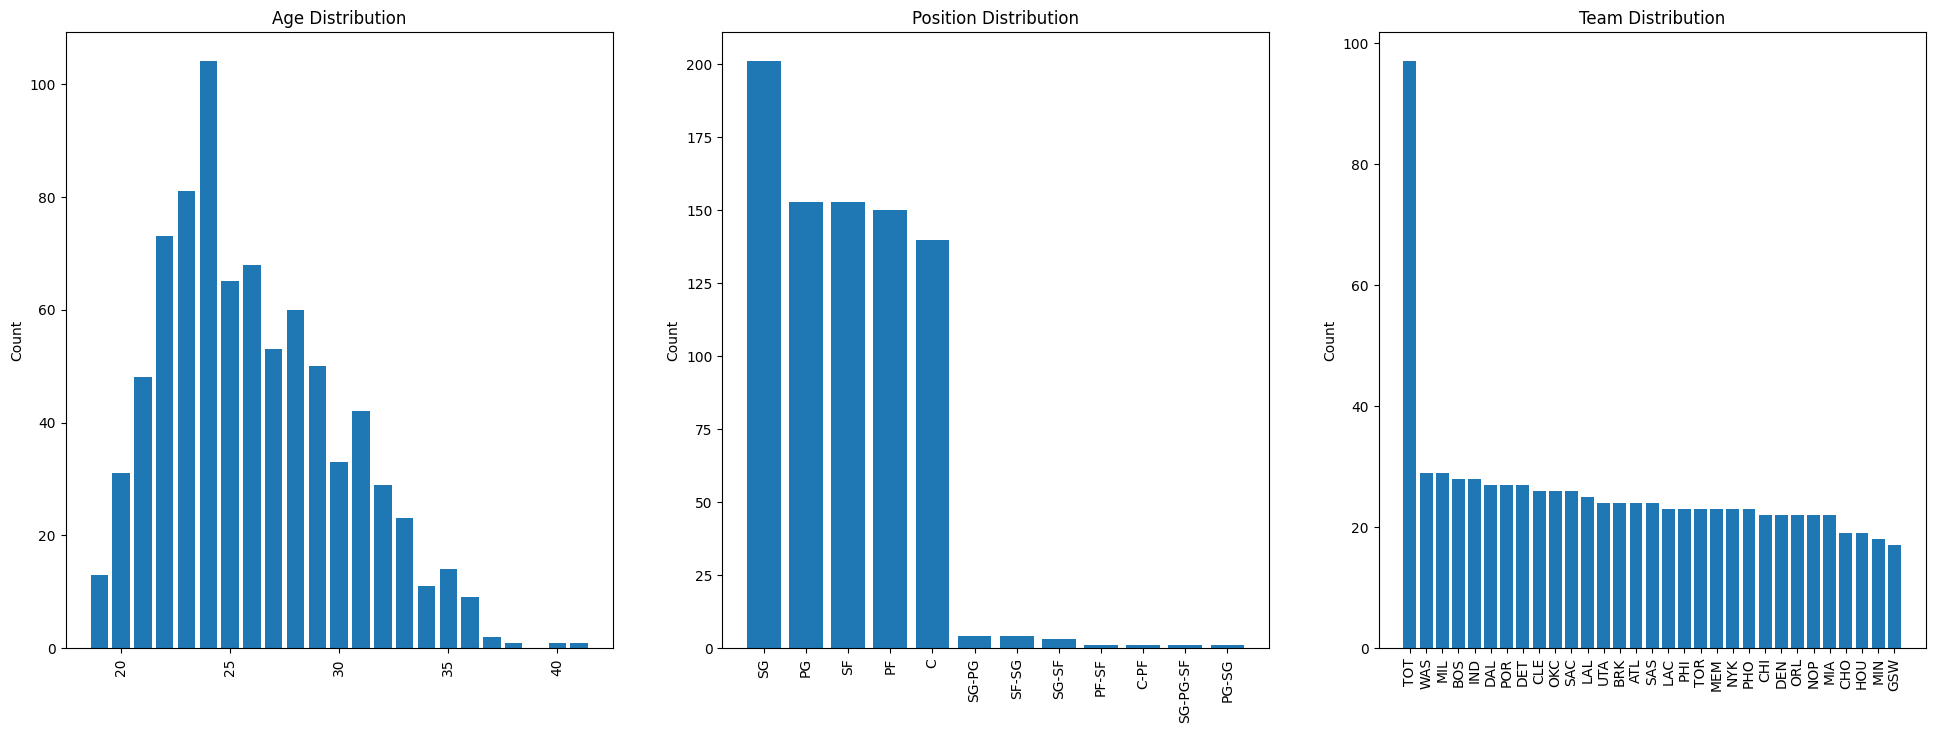 Age Distribution
Count
100
80
60
40
20
0
20 25 30 35 40
Position Distribution
Count
200
175
150
125
100
75
50
25
0
SG PG SF PF C SG-PG SF-SG SG-SF PF-SF C-PF SG-PG-SF PG-SG
Team Distribution
Count
100
80
60
40
20
0
TOT WAS MIL BOS IND DAL POR DET CLE OKC SAC LAL UTA BRK ATL SAS LAC PHI TOR MEM NYK PHO CHI DEN ORL NOP MIA CHO HOU MIN GSW